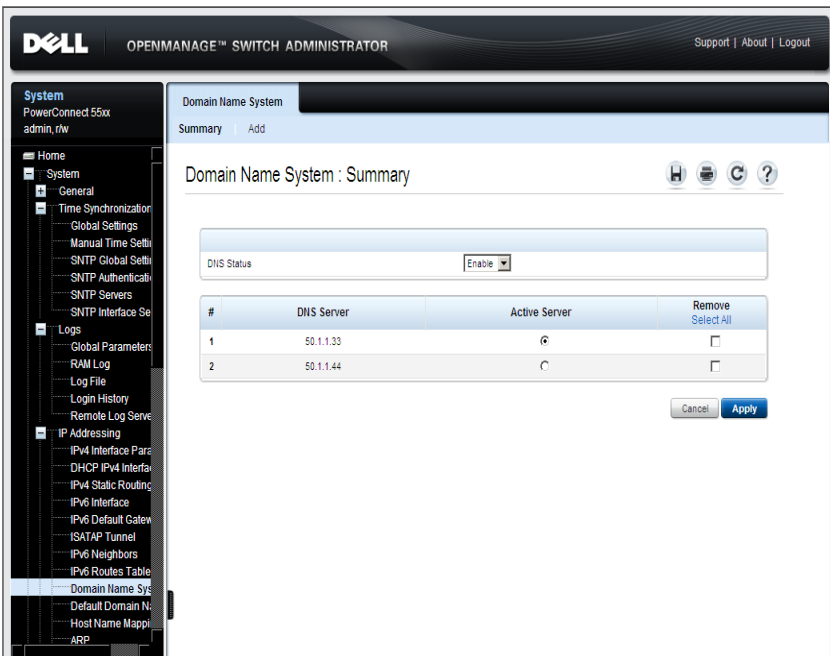 DELL
OPENMANAGE™ SWITCH ADMINISTRATOR
Support | About | Logout
System
PowerConnect 55xx
admin, r/w
Home
System
General
Time Synchronization
Global Settings
Manual Time Settin
SNTP Global Settin
SNTP Authenticati
SNTP Servers
SNTP Interface Se
Logs
Global Parameters
RAM Log
Log File
Login History
Remote Log Serve
IP Addressing
IPv4 Interface Para
DHCP IPv4 Interfac
IPv4 Static Routing
IPv6 Interface
IPv6 Default Gatew
ISATAP Tunnel
IPv6 Neighbors
IPv6 Routes Table
Domain Name Sys
Default Domain Na
Host Name Mappi
ARP
Domain Name System
Summary | Add
Domain Name System : Summary
DNS Status Enable
# DNS Server Active Server Remove Select All
1 50.1.1.33
2 50.1.1.44
Cancel Apply